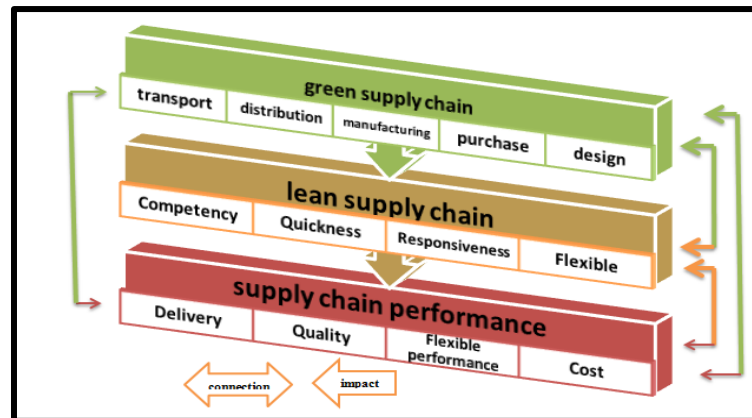 green supply chain
transport
distribution
manufacturing
purchase
design
lean supply chain
Competency
Quickness
Responsiveness
Flexible
supply chain performance
Delivery
Quality
Flexible
performance
Cost
connection
impact